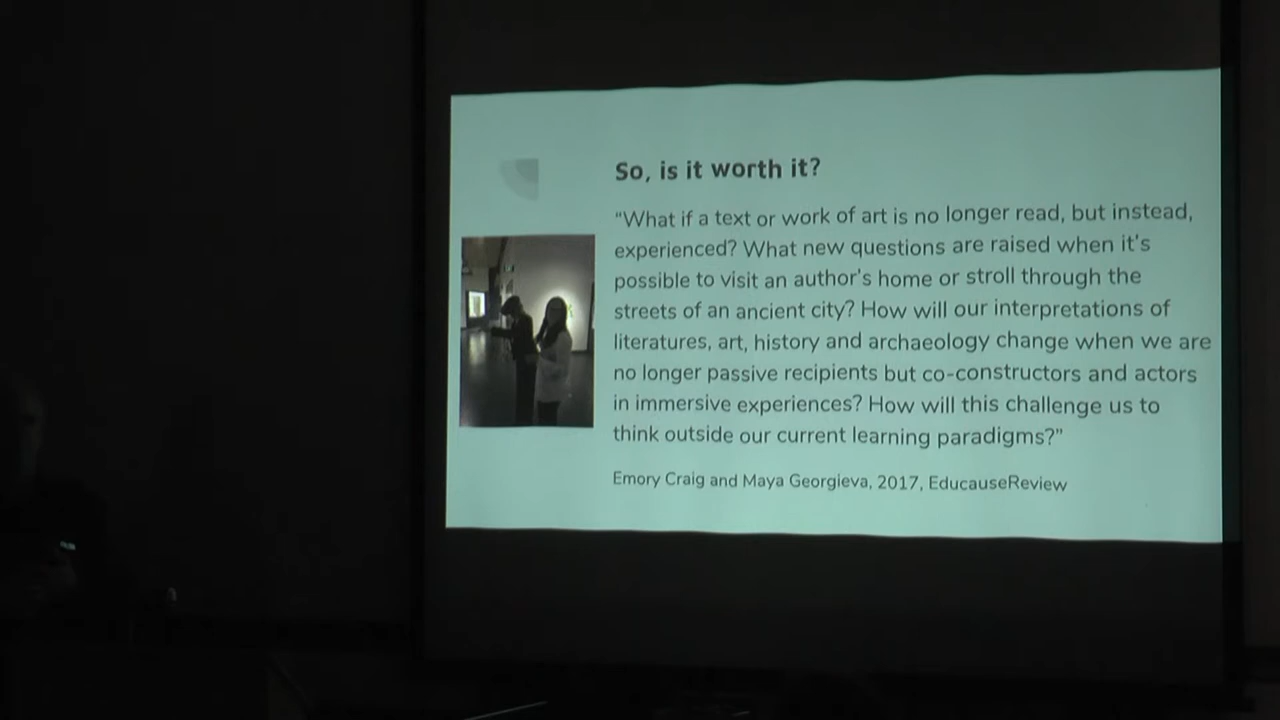 So, is it worth it?
"What if a text or work of art is no longer read, but instead,
experienced? What new questions are raised when it's
possible to visit an author's home or stroll through the
streets of an ancient city? How will our interpretations of
literatures, art, history and archaeology change when we are
no longer passive recipients but co-constructors and actors
in immersive experiences? How will this challenge us to
think outside our current learning paradigms?"
Emory Craig and Maya Georgieva, 2017, EducauseReview